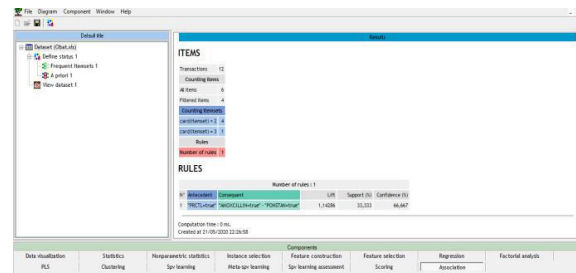 File Diagram Component Window Help
Default title
Results
Dataset (Obat.xls)
Define status 1
Frequent Itemsets 1
A priori 1
View dataset 1
ITEMS
Transactions 12
Counting items
All items 6
Filtered items 4
Counting itemsets
card(itemset) = 2 4
card(itemset) = 3 1
Rules
Number of rules 1
RULES
Number of rules : 1
N° Antecedent Consequent Lift Support (%) Confidence (%)
1 "PRCTL=true" "AMOXCILLIN=true" - "PONSTAN=true" 1,14286 33,333 66,667
Computation time : 0 ms.
Created at 21/05/2020 22:26:58
Components
Data visualization Statistics Nonparametric statistics Instance selection Feature construction Feature selection Regression Factorial analysis
PLS Clustering Spv learning Meta-spv learning Spv learning assessment Scoring Association